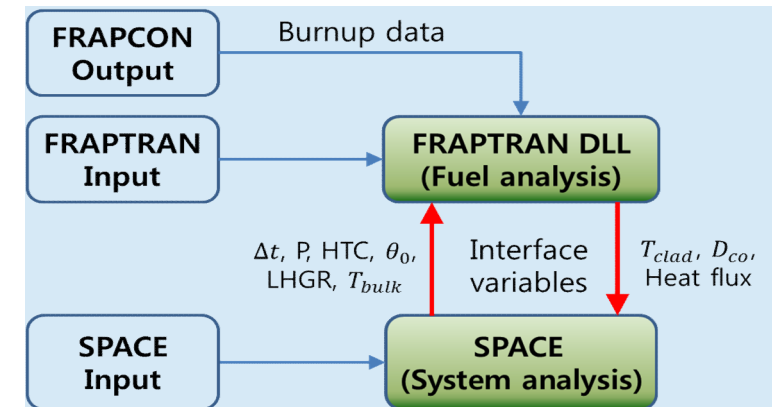 FRAPCON
Output
Burnup data
FRAPTRAN
Input
FRAPTRAN DLL
(Fuel analysis)
Δt, P, HTC, θ₀,
LHGR, T_bulk
Interface
variables
T_clad, D_co,
Heat flux
SPACE
Input
SPACE
(System analysis)